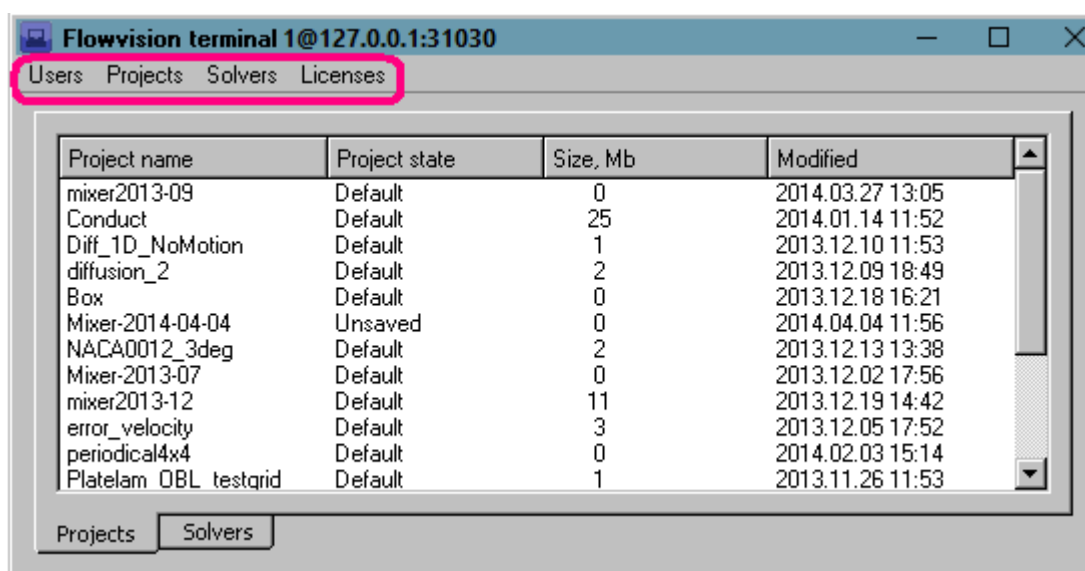 Flowvision terminal 1@127.0.0.1:31030
Users Projects Solvers Licenses
Project name Project state Size, Mb Modified
mixer2013-09 Default 0 2014.03.27 13:05
Conduct Default 25 2014.01.14 11:52
Diff_1D_NoMotion Default 1 2013.12.10 11:53
diffusion_2 Default 2 2013.12.09 18:49
Box Default 0 2013.12.18 16:21
Mixer-2014-04-04 Unsaved 0 2014.04.04 11:56
NACA0012_3deg Default 2 2013.12.13 13:38
Mixer-2013-07 Default 0 2013.12.02 17:56
mixer2013-12 Default 11 2013.12.19 14:42
error_velocity Default 3 2013.12.05 17:52
periodical4x4 Default 0 2014.02.03 15:14
Platelam_OBL_testgrid Default 1 2013.11.26 11:53
Projects Solvers